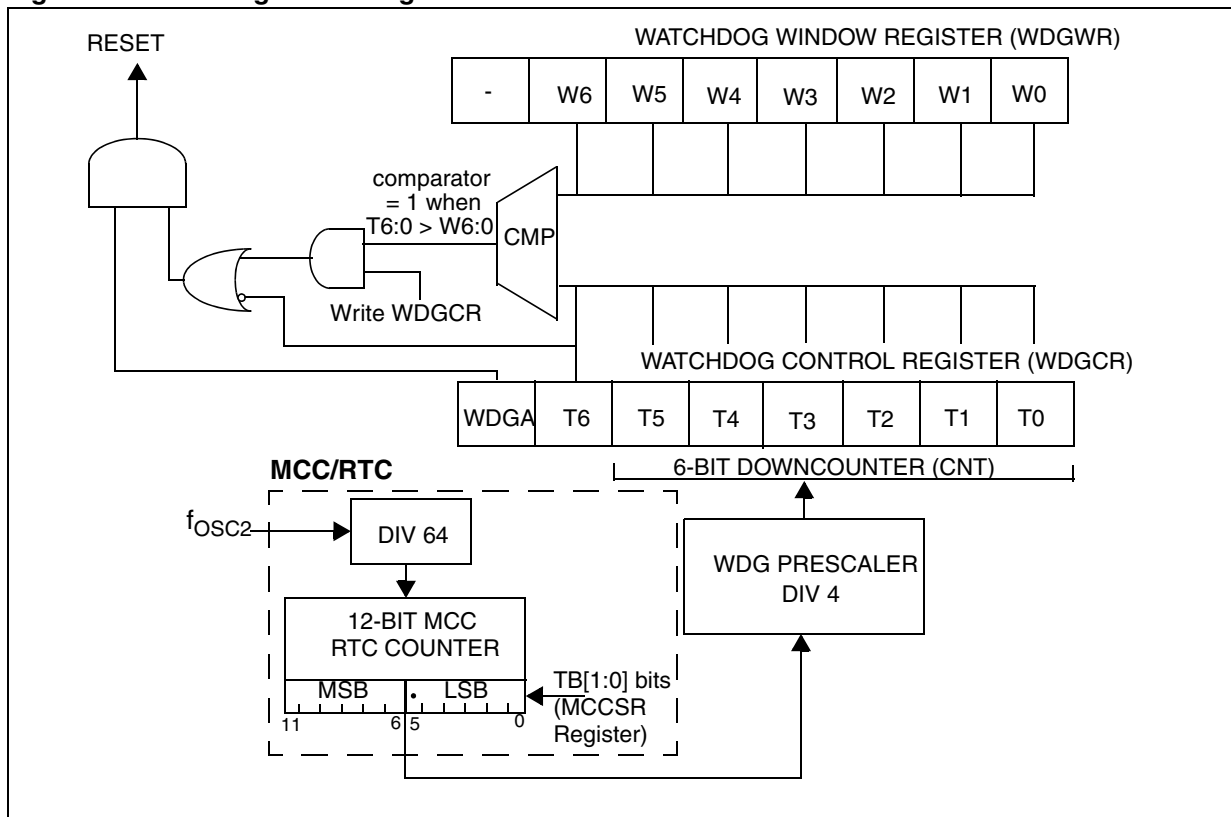 RESET
WATCHDOG WINDOW REGISTER (WDGWR)
- W6 W5 W4 W3 W2 W1 W0
comparator
= 1 when
T6:0 > W6:0
CMP
Write WDGCR
WATCHDOG CONTROL REGISTER (WDGCR)
WDGA T6 T5 T4 T3 T2 T1 T0
6-BIT DOWNCOUNTER (CNT)
MCC/RTC
fOSC2
DIV 64
WDG PRESCALER
DIV 4
12-BIT MCC
RTC COUNTER
MSB LSB
11 6 5 0
TB[1:0] bits
(MCCSR
Register)